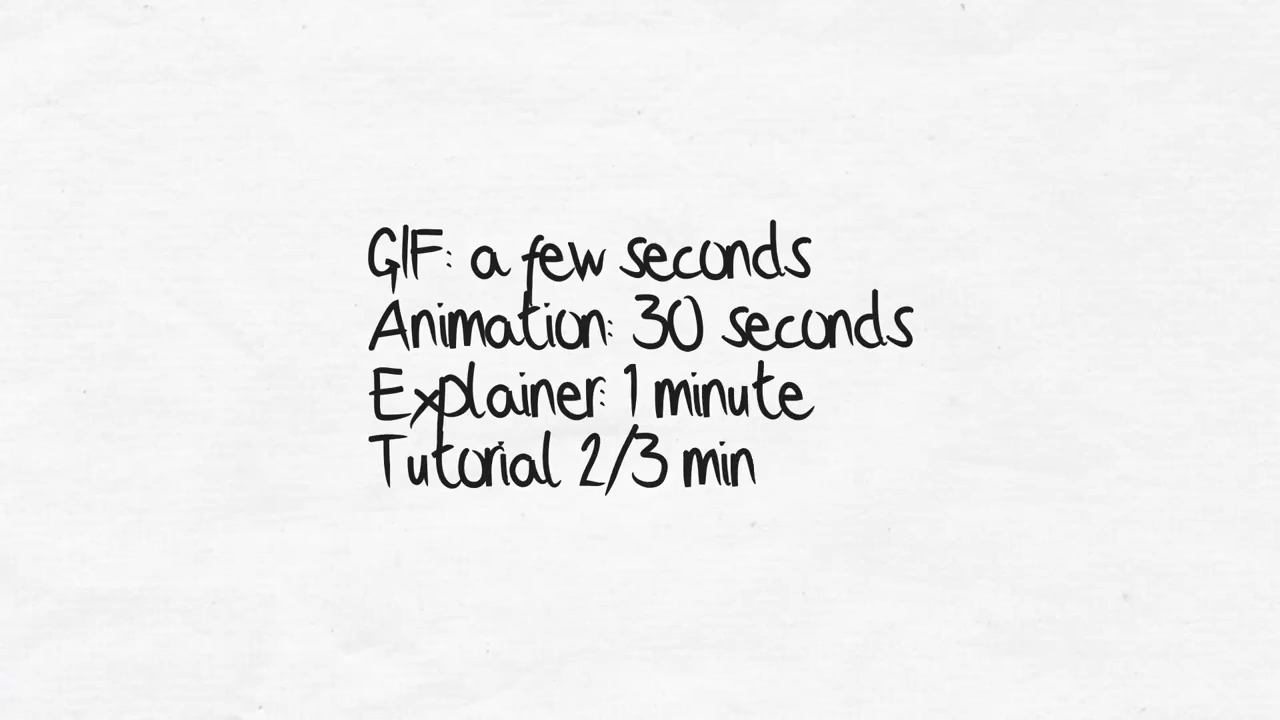 GIF: a few seconds
Animation: 30 seconds
Explainer: 1 minute
Tutorial 2/3 min